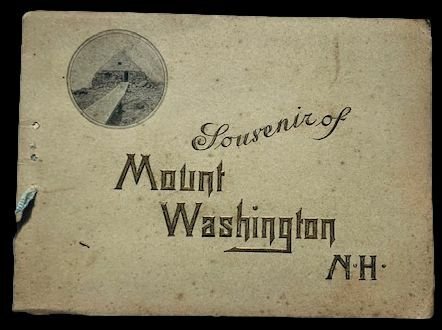 Souvenir of
Mount
Washington
N·H·